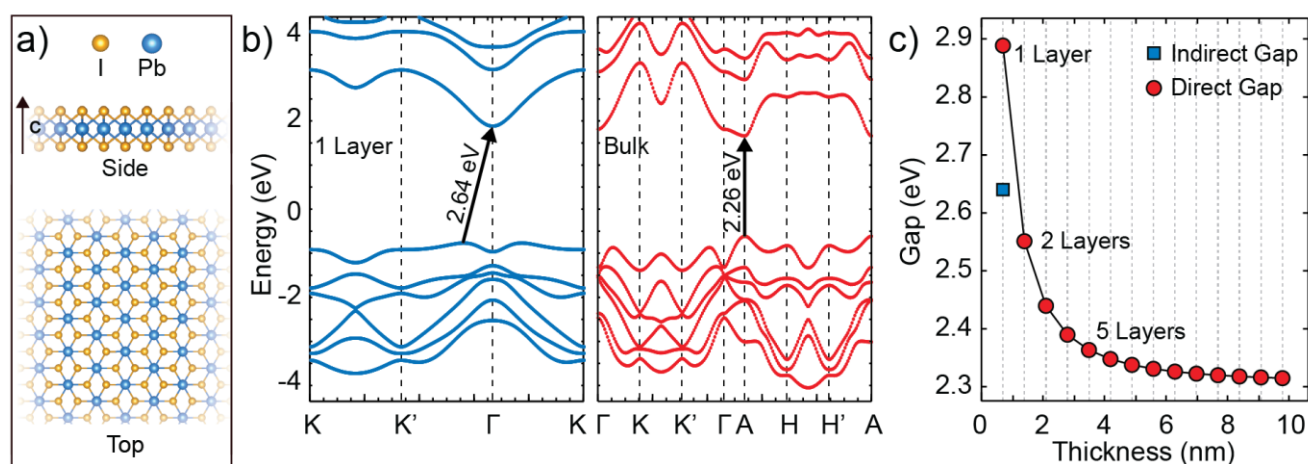 a)
I Pb
c
Side
Top
b)
Energy (eV)
4
2
0
-2
-4
1 Layer
2.64 eV
K K' Γ K
Bulk
2.26 eV
Γ K K' Γ A H H' A
c)
Gap (eV)
2.9
2.8
2.7
2.6
2.5
2.4
2.3
1 Layer
Indirect Gap
Direct Gap
2 Layers
5 Layers
0 2 4 6 8 10
Thickness (nm)